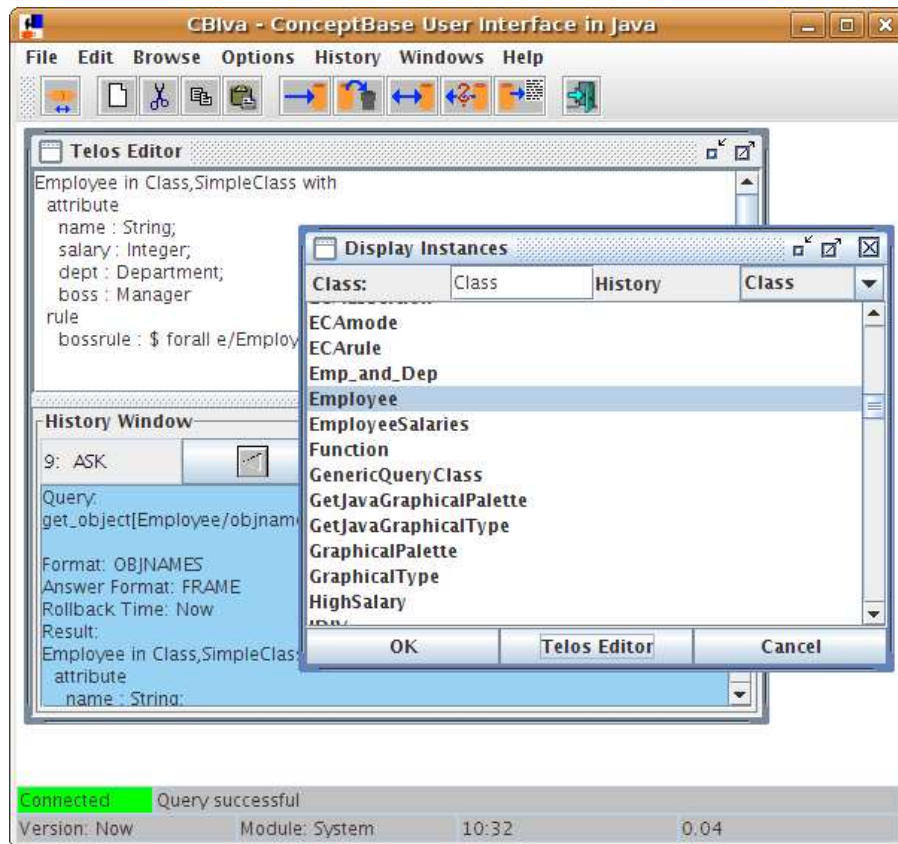 CBIva - ConceptBase User Interface in Java
File Edit Browse Options History Windows Help
Telos Editor
Employee in Class,SimpleClass with
attribute
name : String;
salary : Integer;
dept : Department;
boss : Manager
rule
bossrule : $ forall e/Employ
Display Instances
Class: Class History Class
ECAmode
ECArule
Emp_and_Dep
Employee
EmployeeSalaries
Function
GenericQueryClass
GetJavaGraphicalPalette
GetJavaGraphicalType
GraphicalPalette
GraphicalType
HighSalary
OK Telos Editor Cancel
History Window
9: ASK
Query:
get_object[Employee/objname
Format: OBJNAMES
Answer Format: FRAME
Rollback Time: Now
Result:
Employee in Class,SimpleClas
attribute
name : String;
Connected Query successful
Version: Now Module: System 10:32 0.04